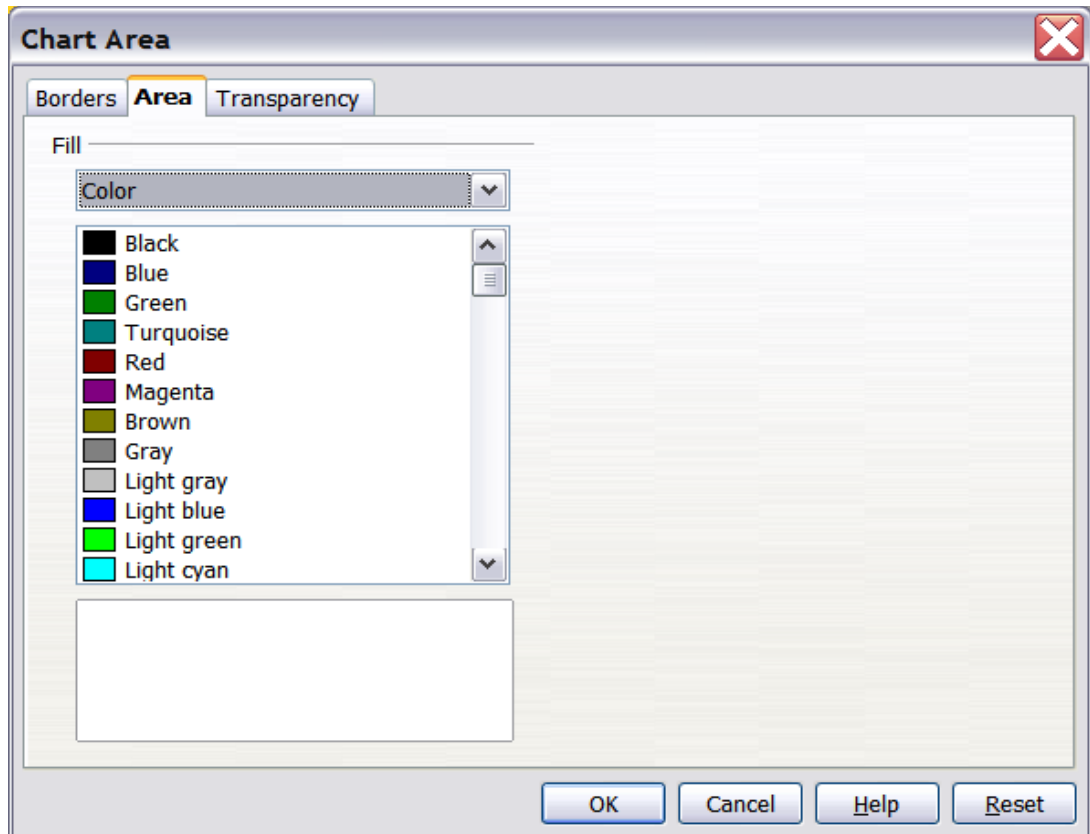 Chart Area
Borders Area Transparency
Fill
Color
Black
Blue
Green
Turquoise
Red
Magenta
Brown
Gray
Light gray
Light blue
Light green
Light cyan
OK Cancel Help Reset